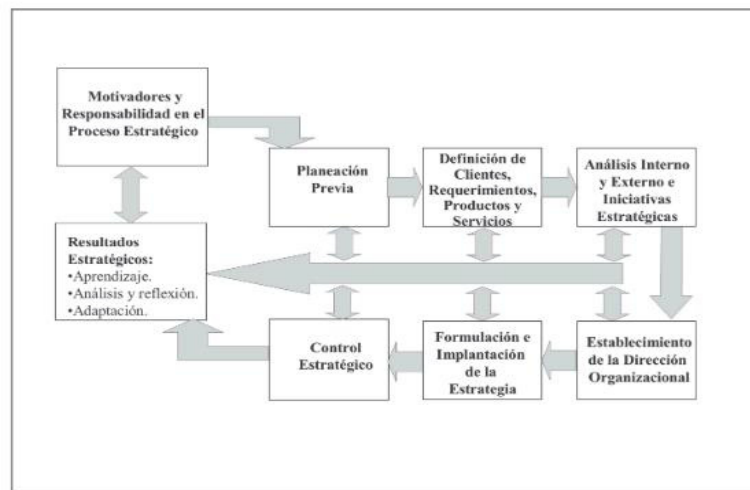 Motivadores y
Responsabilidad en el
Proceso Estratégico
Planeación
Previa
Definición de
Clientes,
Requerimientos,
Productos y
Servicios
Análisis Interno
y Externo e
Iniciativas
Estratégicas
Resultados
Estratégicos:
•Aprendizaje.
•Análisis y reflexión.
•Adaptación.
Control
Estratégico
Formulación e
Implantación
de la
Estrategia
Establecimiento
de la Dirección
Organizacional